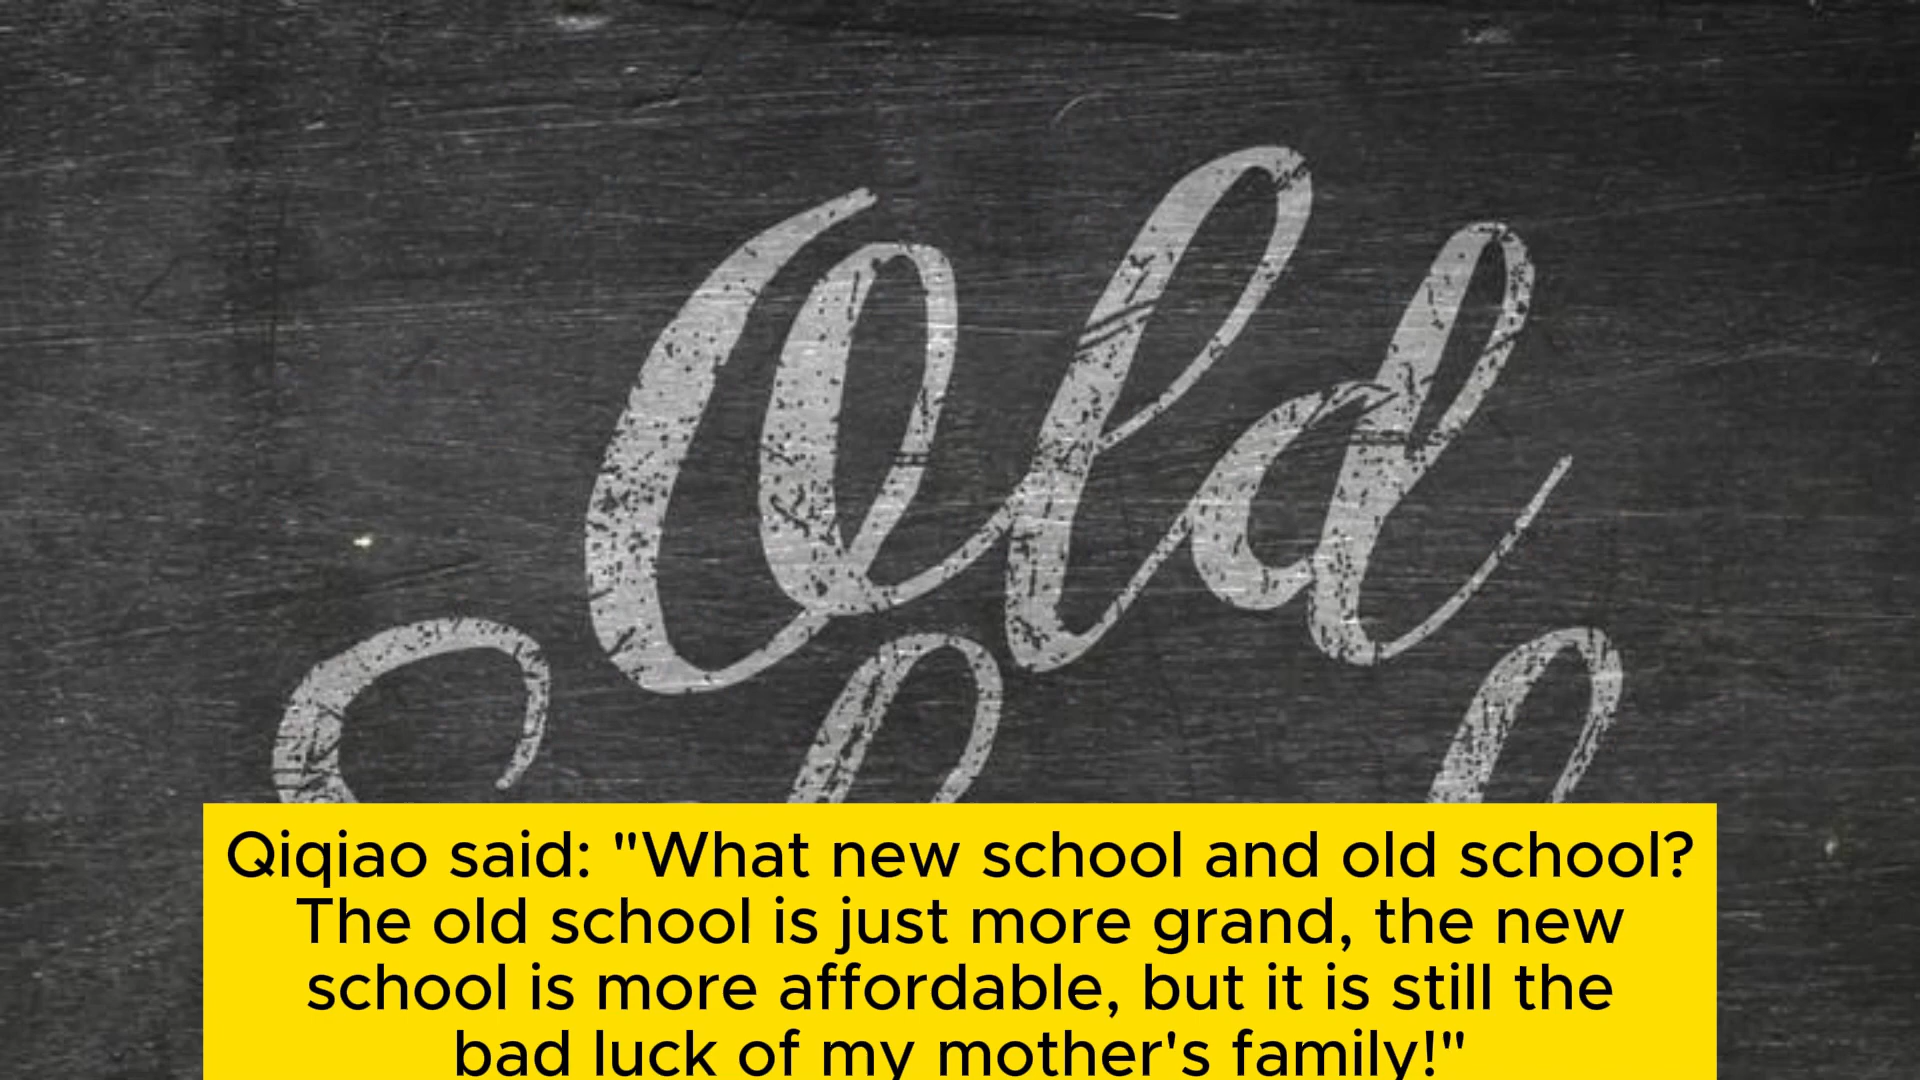 Old
Qiqiao said: "What new school and old school?
The old school is just more grand, the new
school is more affordable, but it is still the
bad luck of my mother's family!"